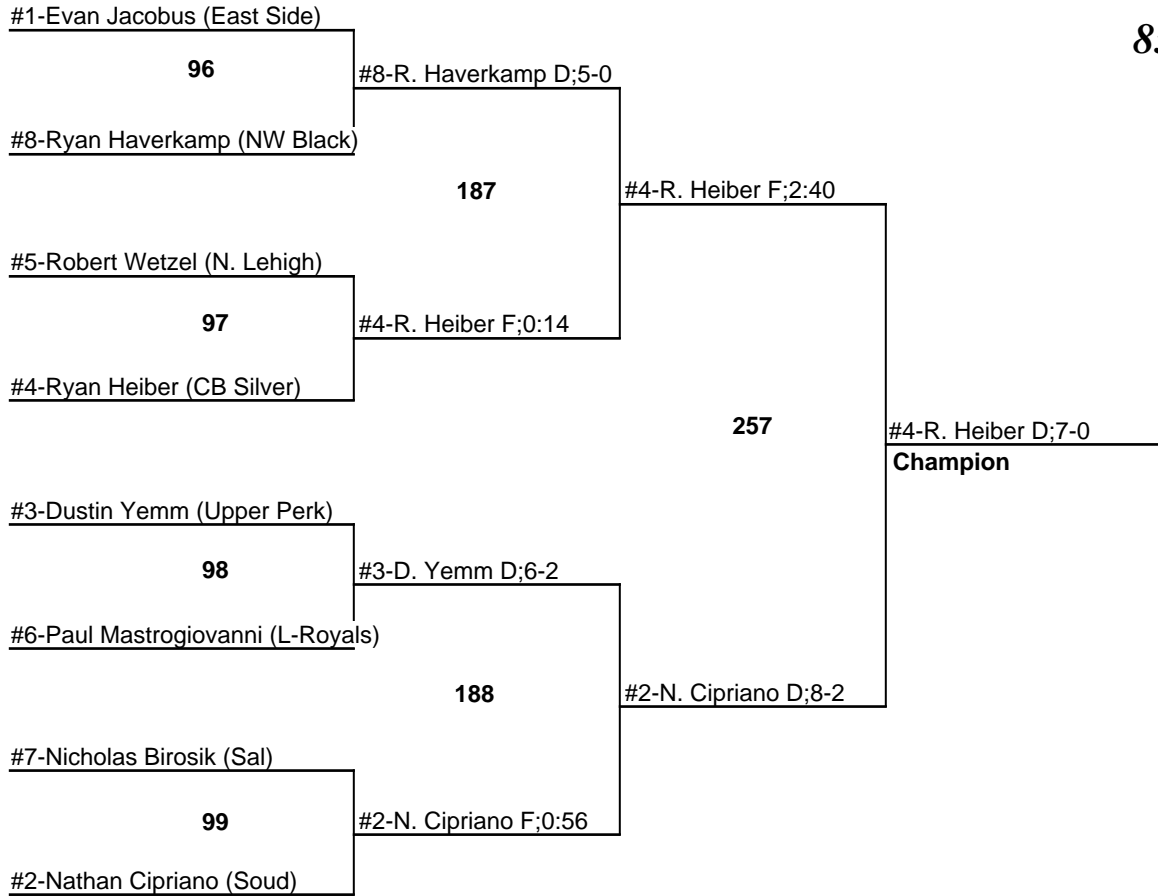 #1-Evan Jacobus (East Side)
96
#8-R. Haverkamp D;5-0
#8-Ryan Haverkamp (NW Black)
187
#4-R. Heiber F;2:40
#5-Robert Wetzel (N. Lehigh)
97
#4-R. Heiber F;0:14
#4-Ryan Heiber (CB Silver)
257
#4-R. Heiber D;7-0
Champion
#3-Dustin Yemm (Upper Perk)
98
#3-D. Yemm D;6-2
#6-Paul Mastrogiovanni (L-Royals)
188
#2-N. Cipriano D;8-2
#7-Nicholas Birosik (Sal)
99
#2-N. Cipriano F;0:56
#2-Nathan Cipriano (Soud)